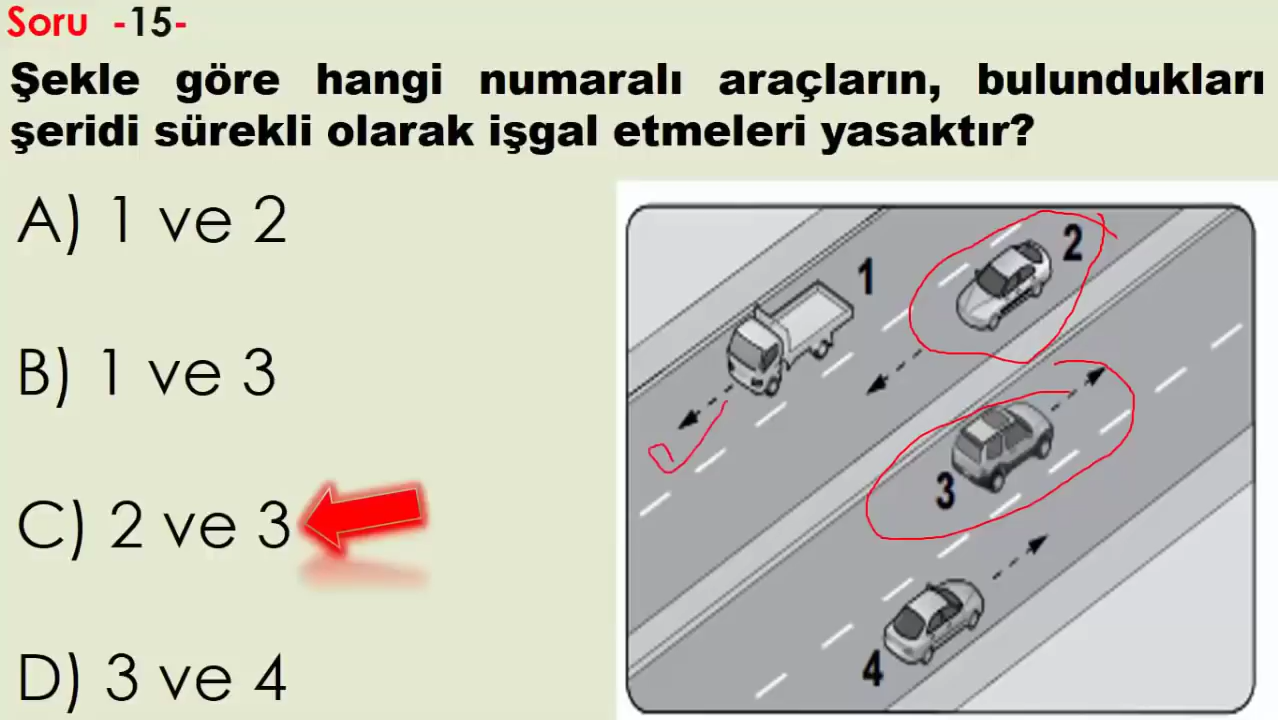 Soru -15-
Şekle göre hangi numaralı araçların, bulundukları
şeridi sürekli olarak işgal etmeleri yasaktır?
A) 1 ve 2
B) 1 ve 3
C) 2 ve 3
D) 3 ve 4
1
2
3
4